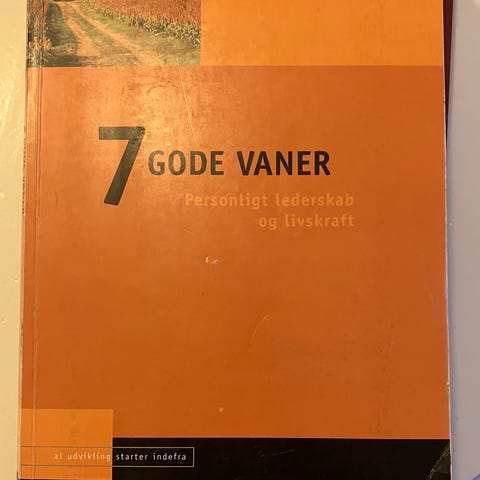 7 GODE VANER
Personligt lederskab
og livskraft
al udvikling starter indefra